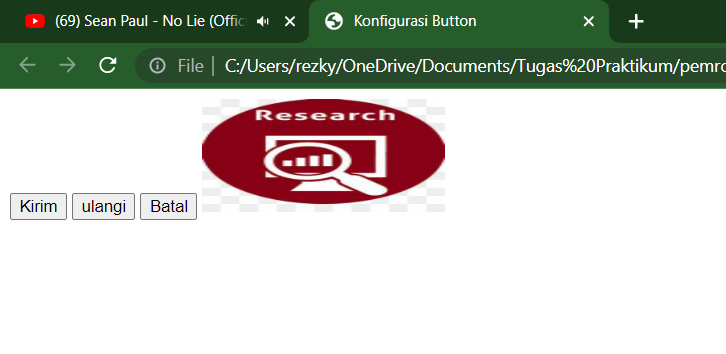 (69) Sean Paul - No Lie (Offic
Konfigurasi Button
File
C:/Users/rezky/OneDrive/Documents/Tugas%20Praktikum/pemro
Research
Kirim
ulangi
Batal